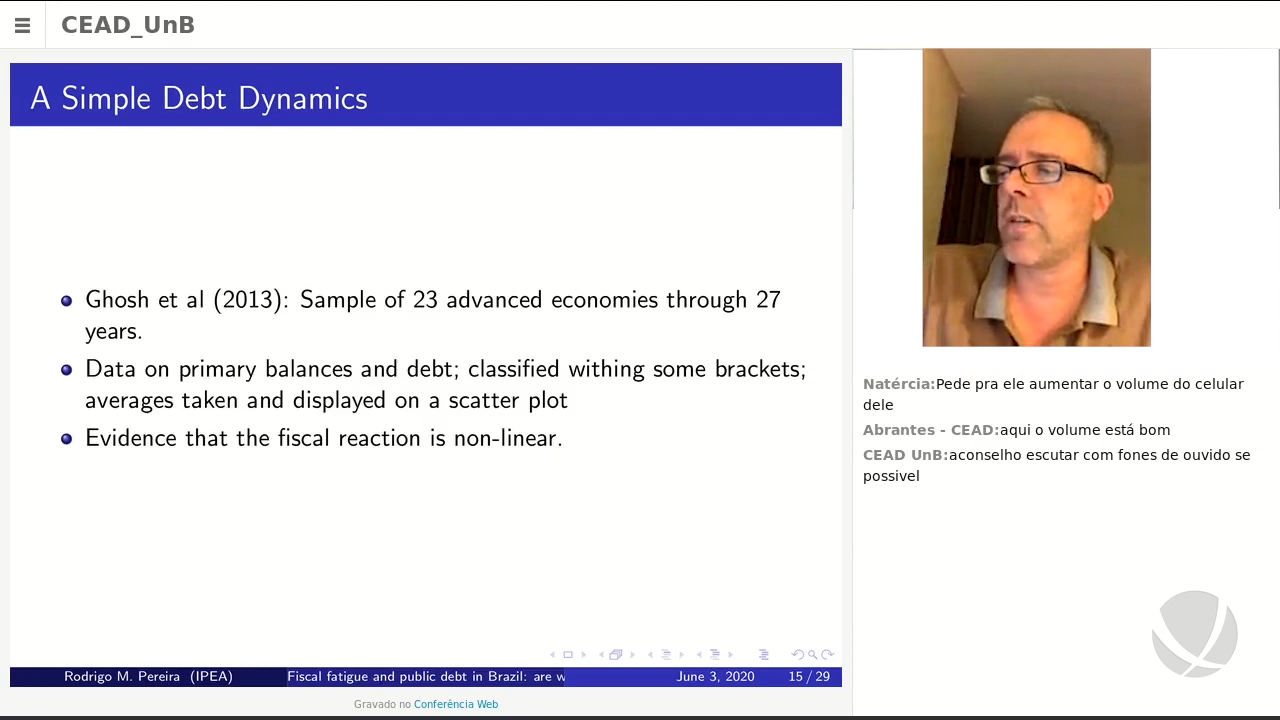 CEAD_UnB
A Simple Debt Dynamics
Ghosh et al (2013): Sample of 23 advanced economies through 27
years.
Data on primary balances and debt; classified withing some brackets;
averages taken and displayed on a scatter plot
Evidence that the fiscal reaction is non-linear.
Rodrigo M. Pereira (IPEA)
Fiscal fatigue and public debt in Brazil: are w
June 3, 2020
15 / 29
Gravado no Conferência Web
Natércia:Pede pra ele aumentar o volume do celular
dele
Abrantes - CEAD:aqui o volume está bom
CEAD UnB:aconselho escutar com fones de ouvido se
possivel